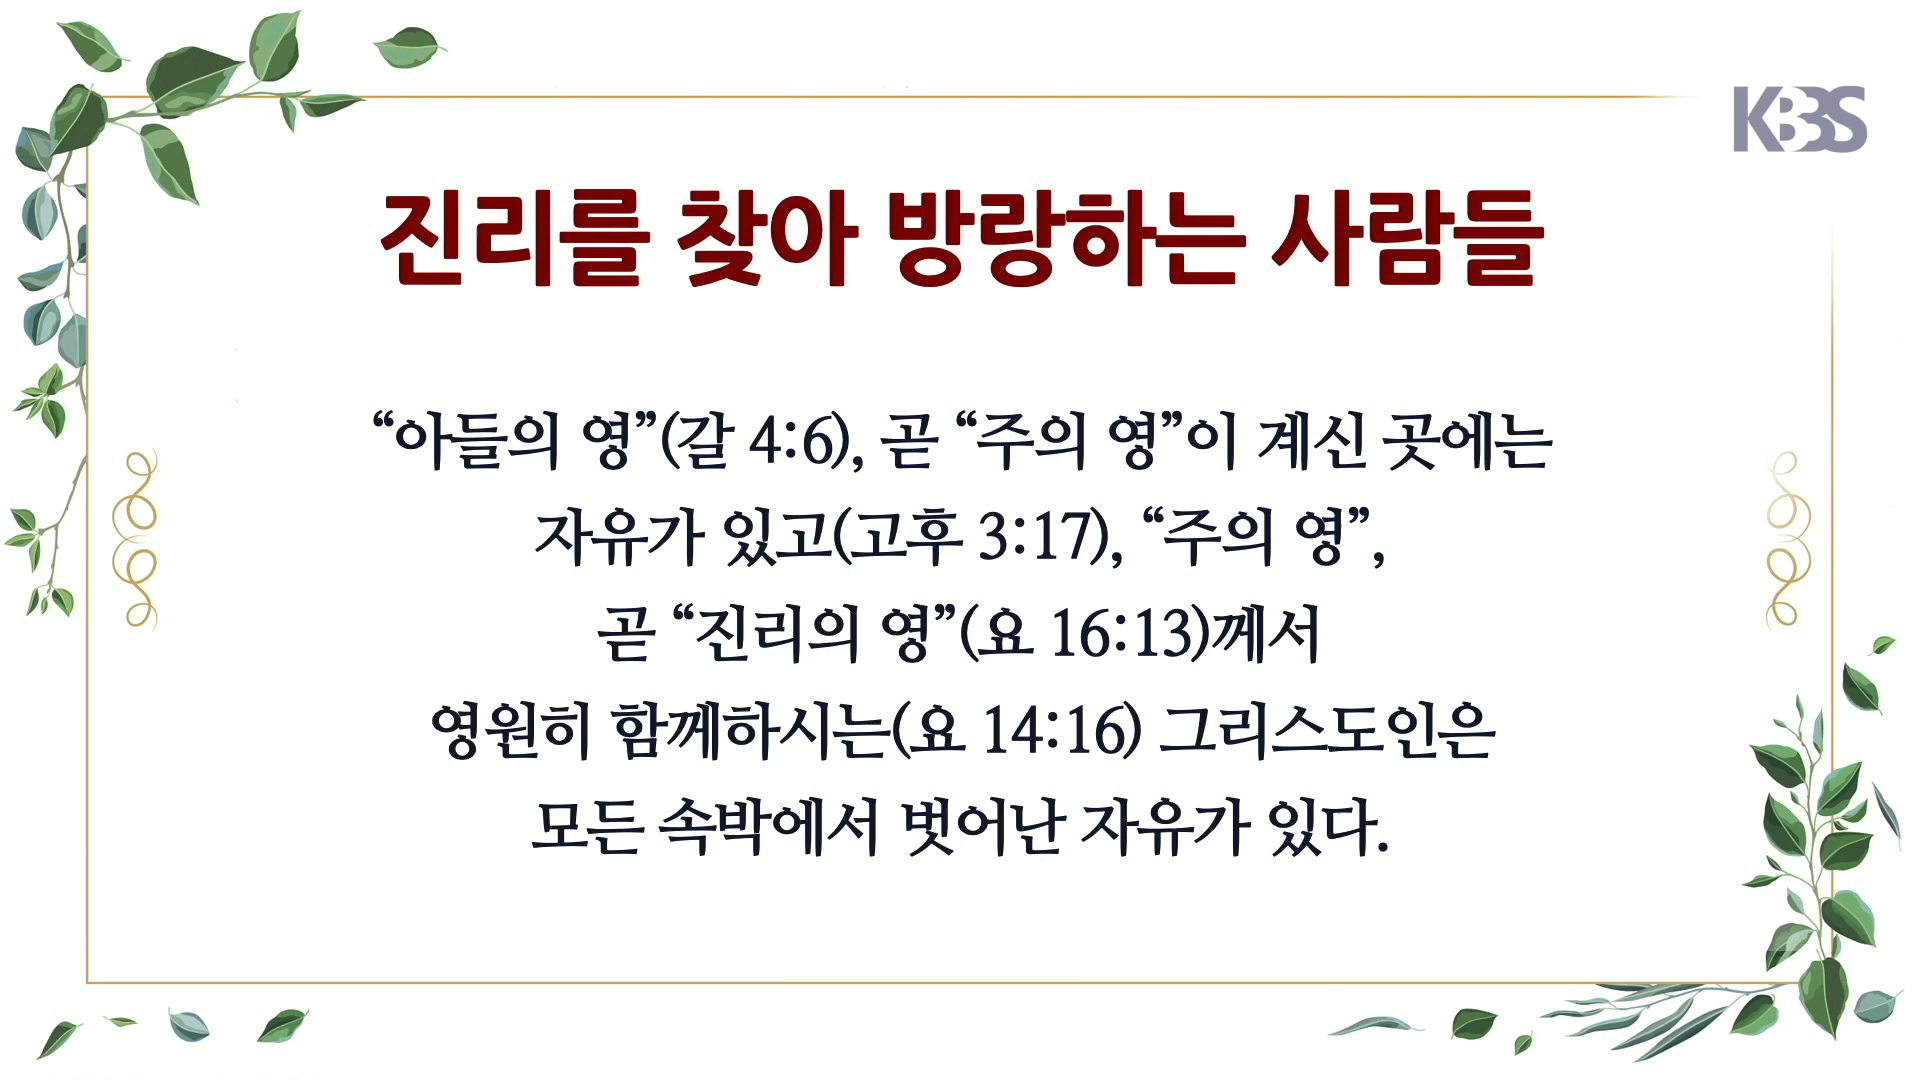 KBBS
진리를 찾아 방랑하는 사람들
“아들의 영”(갈 4:6), 곧 “주의 영”이 계신 곳에는
자유가 있고(고후 3:17), “주의 영”,
곧 “진리의 영”(요 16:13)께서
영원히 함께하시는(요 14:16) 그리스도인은
모든 속박에서 벗어난 자유가 있다.